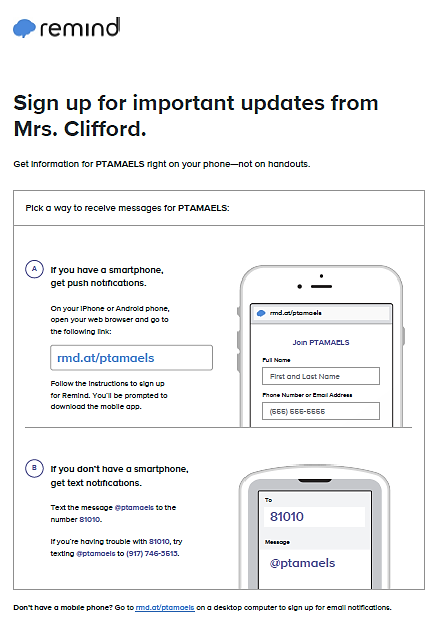 remind
Sign up for important updates from
Mrs. Clifford.
Get information for PTAMAELS right on your phone—not on handouts.
Pick a way to receive messages for PTAMAELS:
A
If you have a smartphone,
get push notifications.
On your iPhone or Android phone,
open your web browser and go to
the following link:
rmd.at/ptamaels
Follow the instructions to sign up
for Remind. You'll be prompted to
download the mobile app.
rmd.at/ptamaels
Join PTAMAELS
Full Name
First and Last Name
Phone Number or Email Address
(555) 555-5555
B
If you don't have a smartphone,
get text notifications.
Text the message @ptamaels to the
number 81010.
If you're having trouble with 81010, try
texting @ptamaels to (917) 746-3613.
To
81010
Message
@ptamaels
Don't have a mobile phone? Go to rmd.at/ptamaels on a desktop computer to sign up for email notifications.